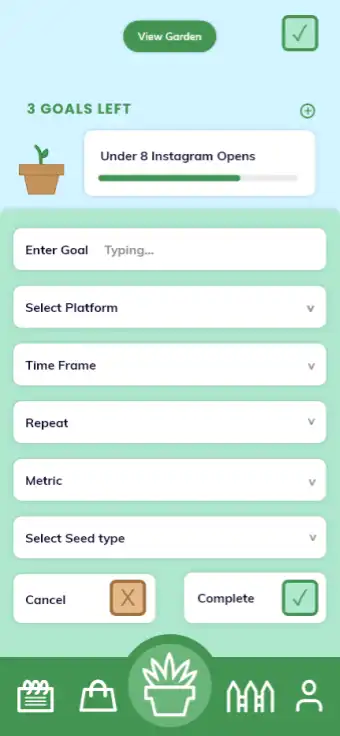 View Garden
3 GOALS LEFT
Under 8 Instagram Opens
Enter Goal Typing...
Select Platform
Time Frame
Repeat
Metric
Select Seed type
Cancel
Complete